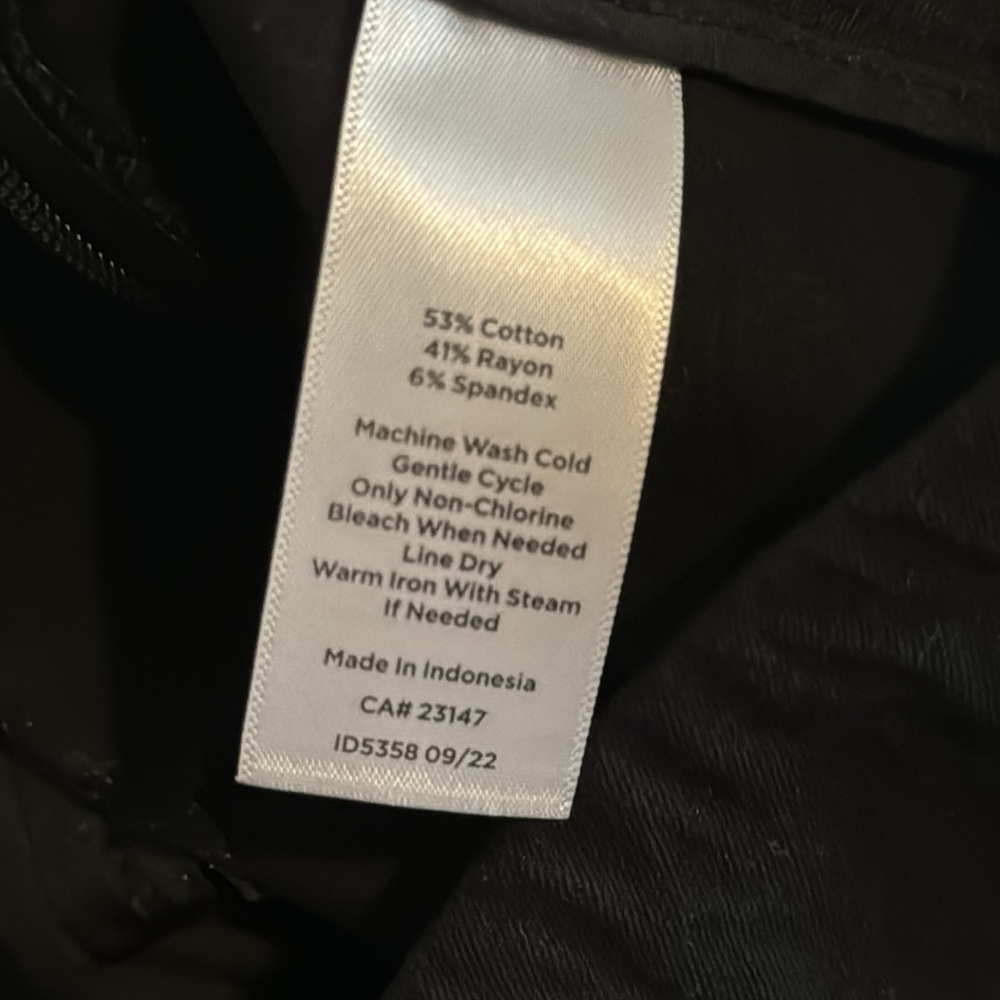 53% Cotton
41% Rayon
6% Spandex
Machine Wash Cold
Gentle Cycle
Only Non-Chlorine
Bleach When Needed
Line Dry
Warm Iron With Steam
If Needed
Made In Indonesia
CA# 23147
ID5358 09/22